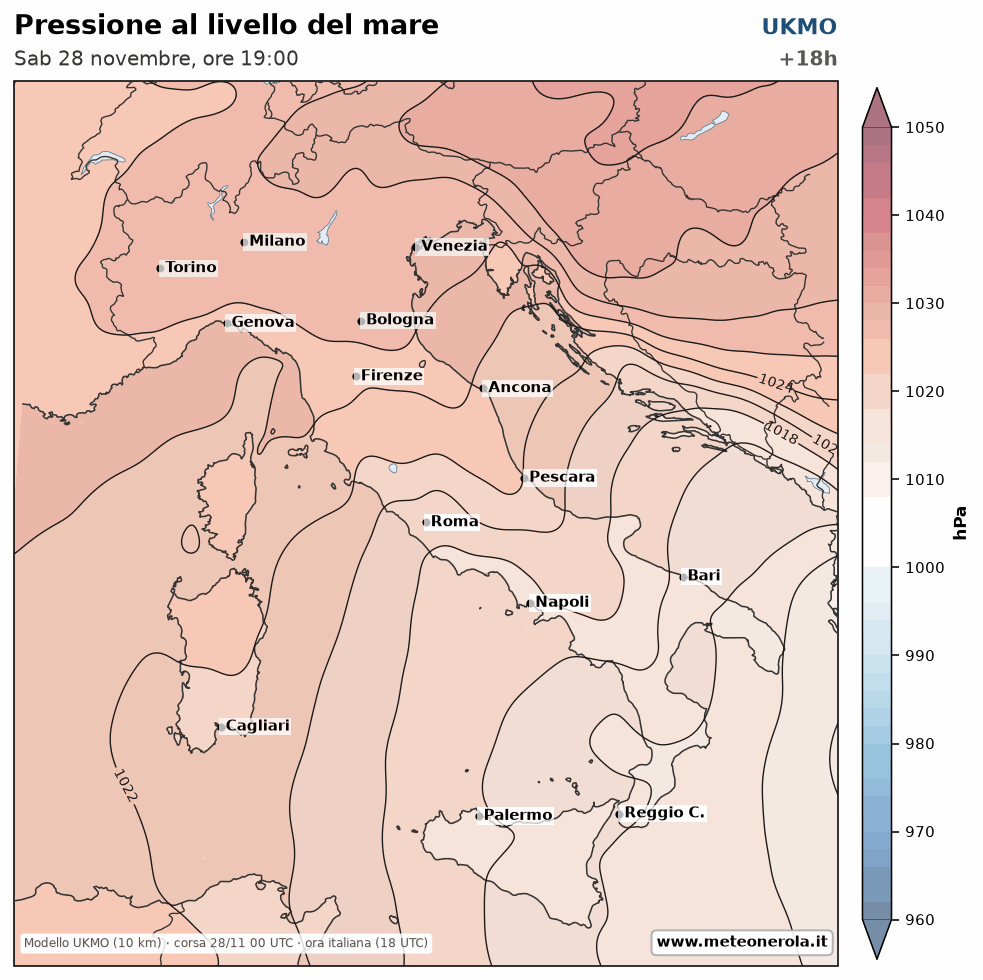 Pressione al livello del mare
UKMO
Sab 28 novembre, ore 19:00
+18h
1050
1040
1030
1020
1010
1000
990
980
970
960
hPa
Milano
Venezia
Torino
Genova
Bologna
Firenze
Ancona
1024
1018
102
Pescara
Roma
Bari
Napoli
Cagliari
1022
Palermo
Reggio C.
Modello UKMO (10 km) · corsa 28/11 00 UTC · ora italiana (18 UTC)
www.meteonerola.it